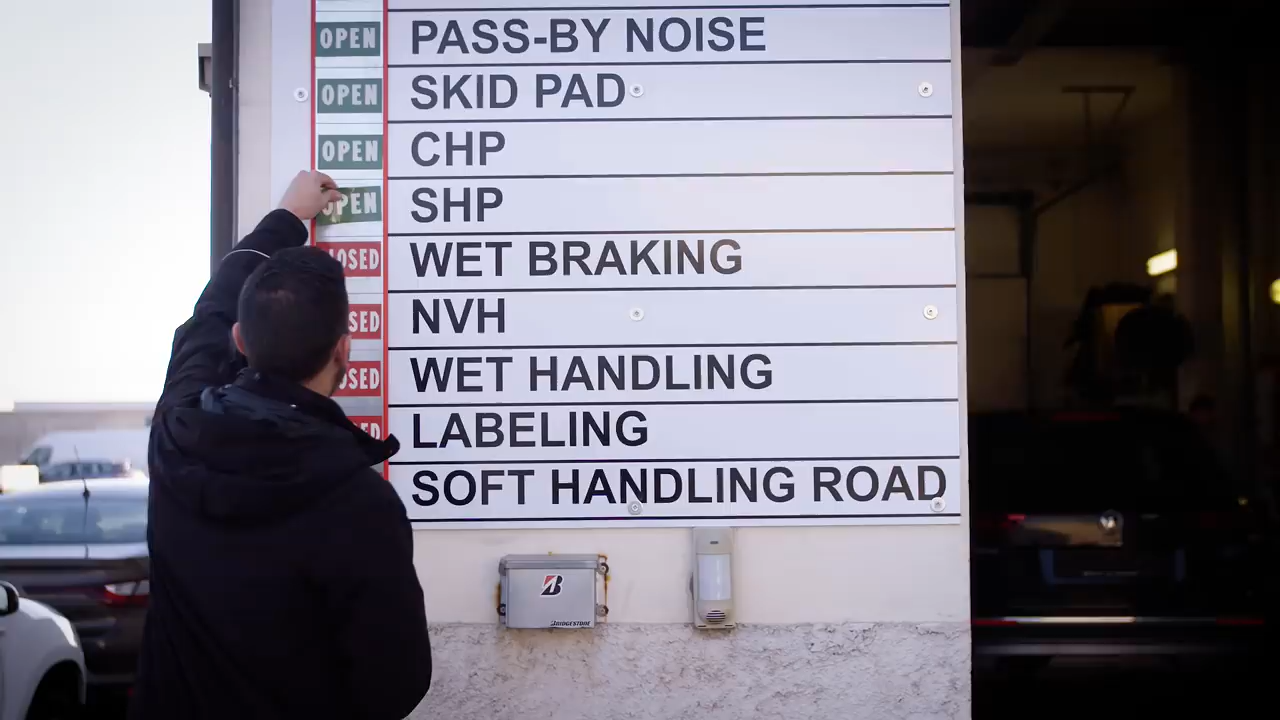 OPEN PASS-BY NOISE
OPEN SKID PAD
OPEN CHP
OPEN SHP
WET BRAKING
NVH
WET HANDLING
LABELING
SOFT HANDLING ROAD
B
BRIDGESTONE